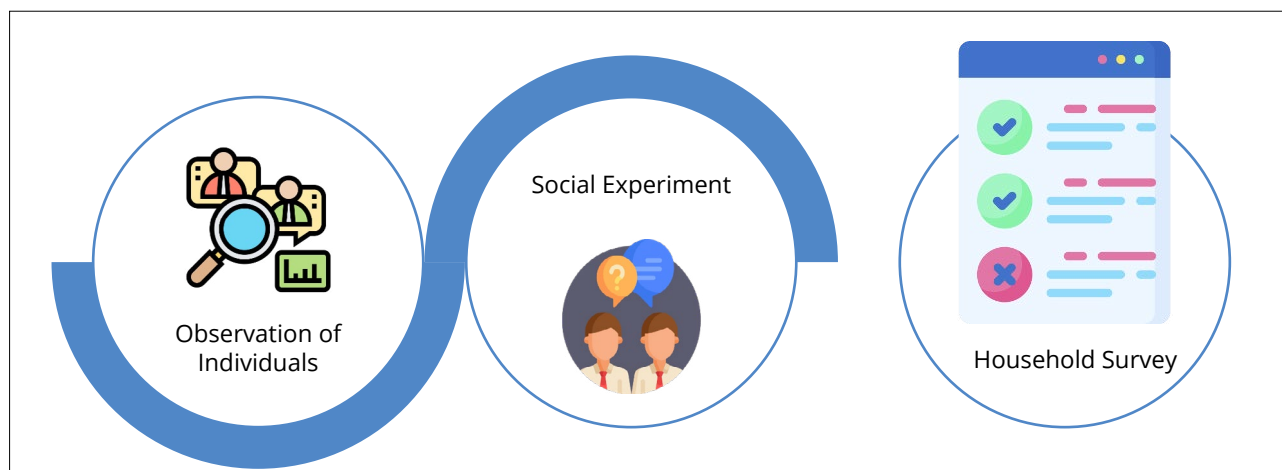 Observation of
Individuals
Social Experiment
?
Household Survey